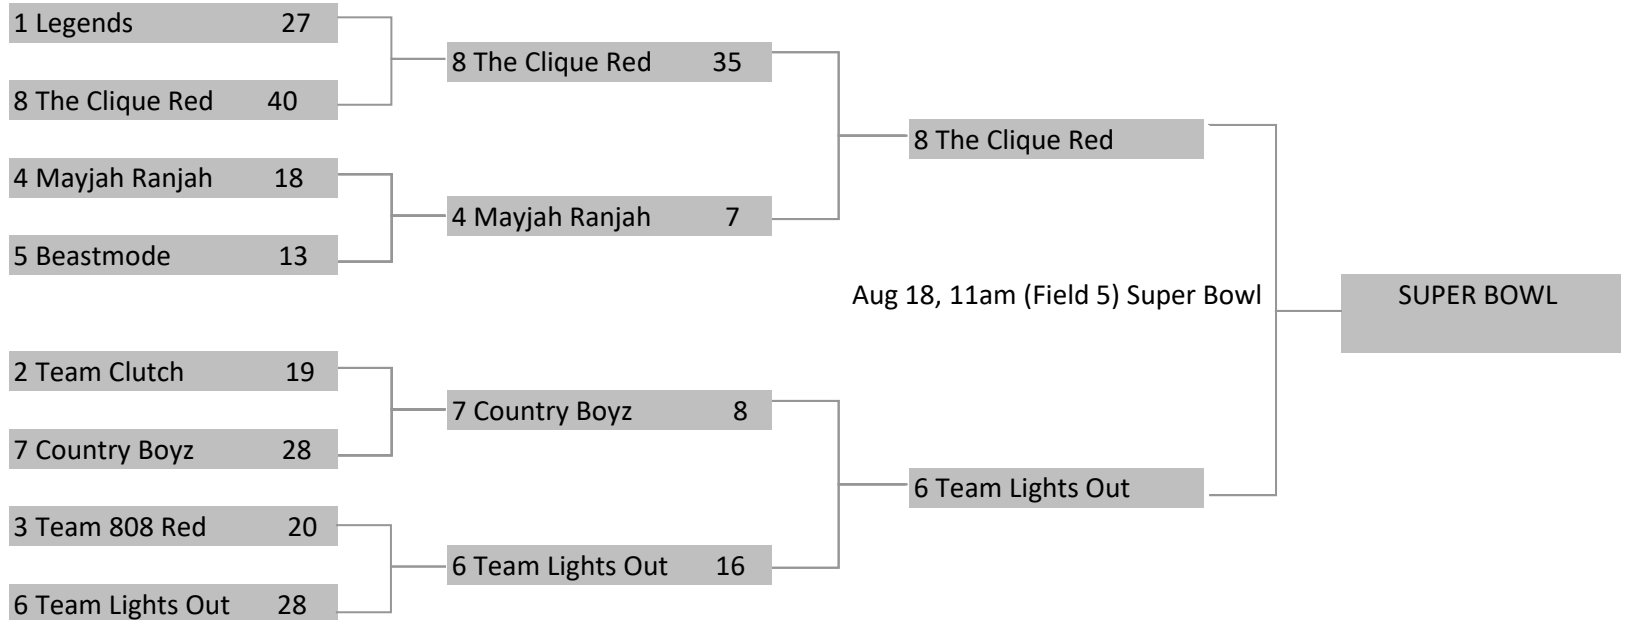 1 Legends 27
8 The Clique Red 40
4 Mayjah Ranjah 18
5 Beastmode 13
2 Team Clutch 19
7 Country Boyz 28
3 Team 808 Red 20
6 Team Lights Out 28
8 The Clique Red 35
4 Mayjah Ranjah 7
7 Country Boyz 8
6 Team Lights Out 16
8 The Clique Red
Aug 18, 11am (Field 5) Super Bowl
6 Team Lights Out
SUPER BOWL